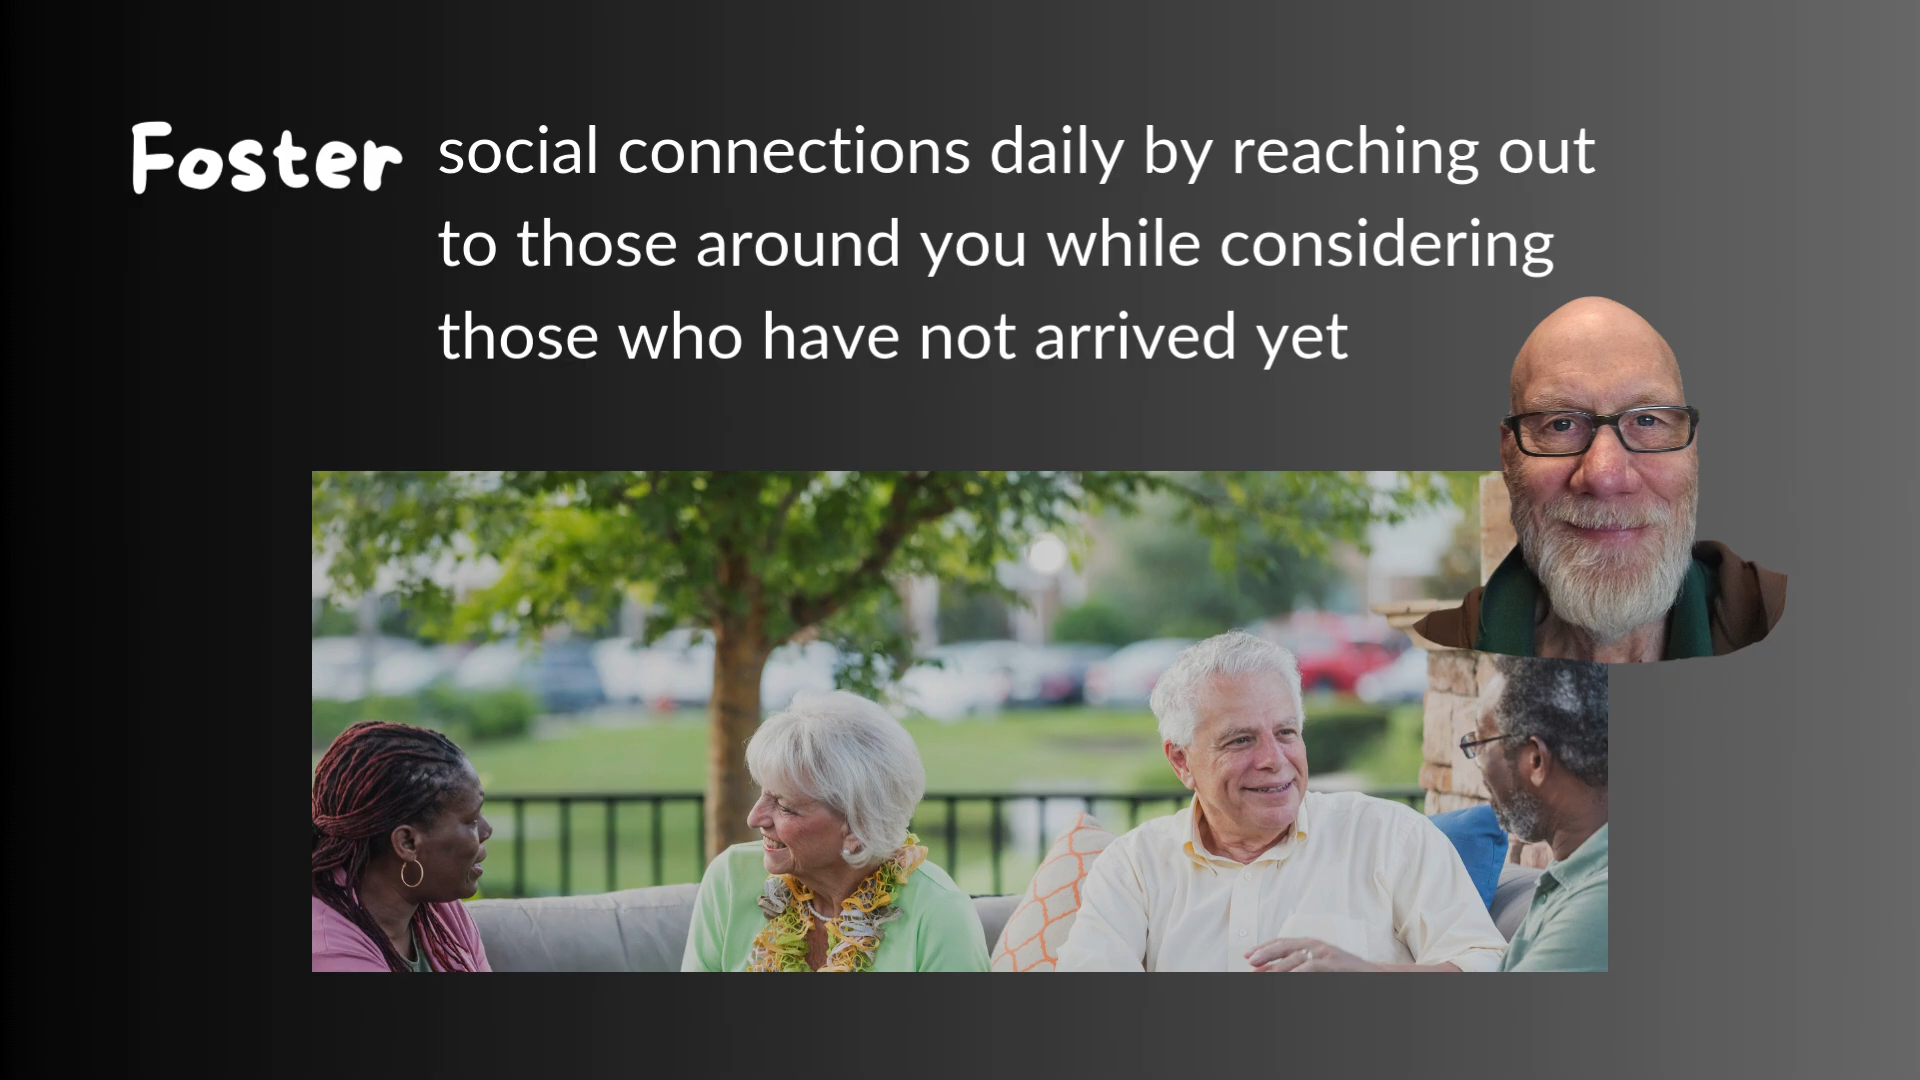 Foster social connections daily by reaching out
to those around you while considering
those who have not arrived yet